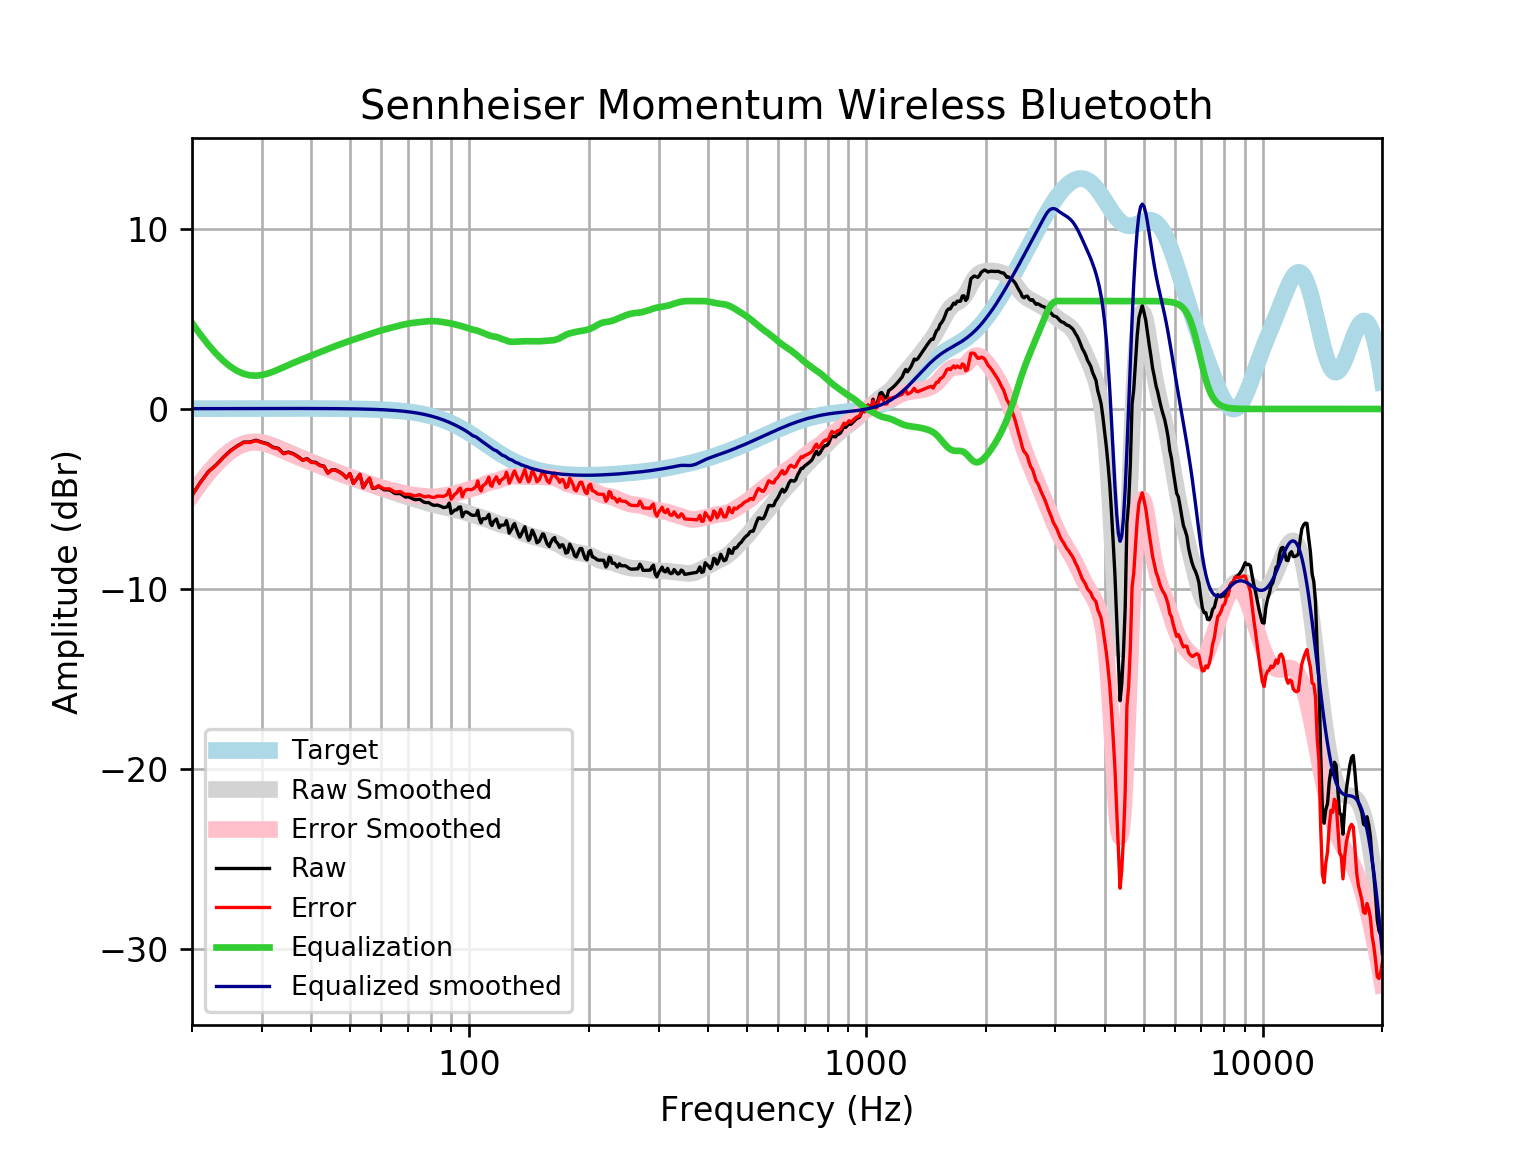 Sennheiser Momentum Wireless Bluetooth
Amplitude (dBr)
10
0
−10
−20
−30
Target
Raw Smoothed
Error Smoothed
Raw
Error
Equalization
Equalized smoothed
100
1000
10000
Frequency (Hz)